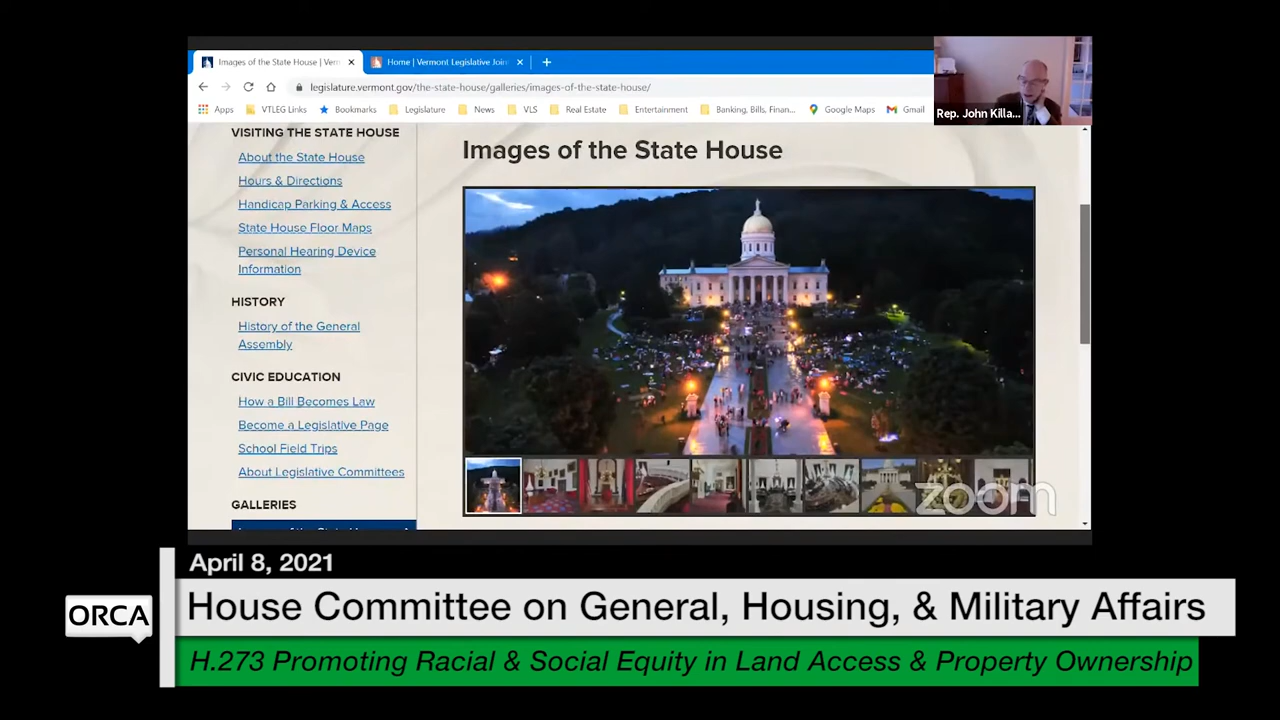 Images of the State House | Verm
Home | Vermont Legislative Join
legislature.vermont.gov/the-state-house/galleries/images-of-the-state-house/
Apps VTLEG Links Bookmarks Legislature News VLS Real Estate Entertainment Banking, Bills, Finan... Google Maps Gmail
Rep. John Killa...
VISITING THE STATE HOUSE
About the State House
Hours & Directions
Handicap Parking & Access
State House Floor Maps
Personal Hearing Device
Information
HISTORY
History of the General
Assembly
CIVIC EDUCATION
How a Bill Becomes Law
Become a Legislative Page
School Field Trips
About Legislative Committees
GALLERIES
Images of the State House
zoom
April 8, 2021
ORCA
House Committee on General, Housing, & Military Affairs
H.273 Promoting Racial & Social Equity in Land Access & Property Ownership